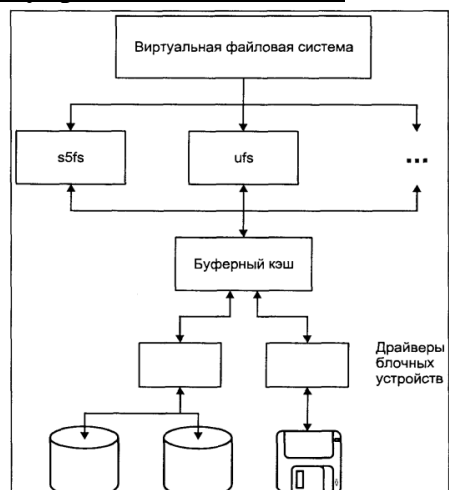 Виртуальная файловая система
s5fs
ufs
...
Буферный кэш
Драйверы
блочных
устройств